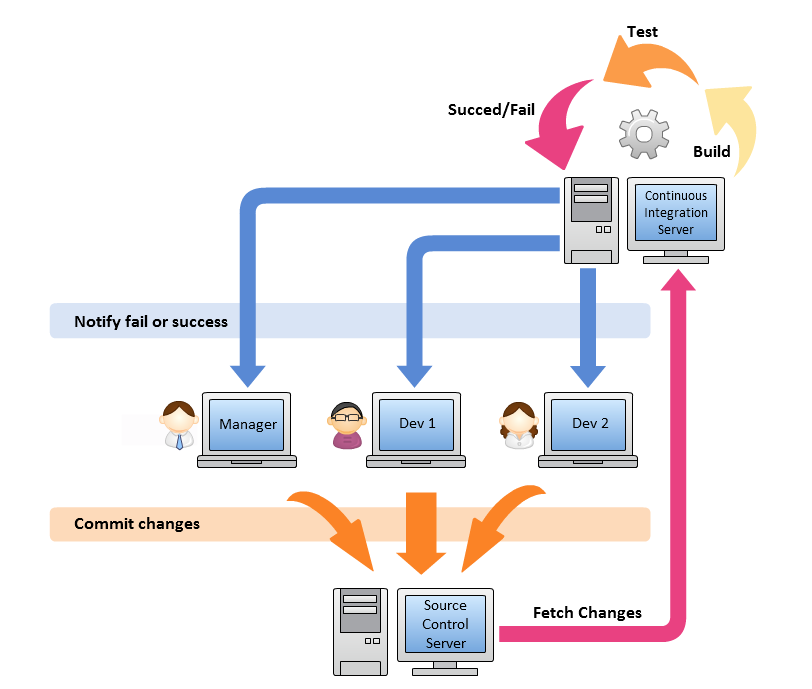 Test
Succed/Fail
Build
Continuous
Integration
Server
Notify fail or success
Manager
Dev 1
Dev 2
Commit changes
Source
Control
Server
Fetch Changes